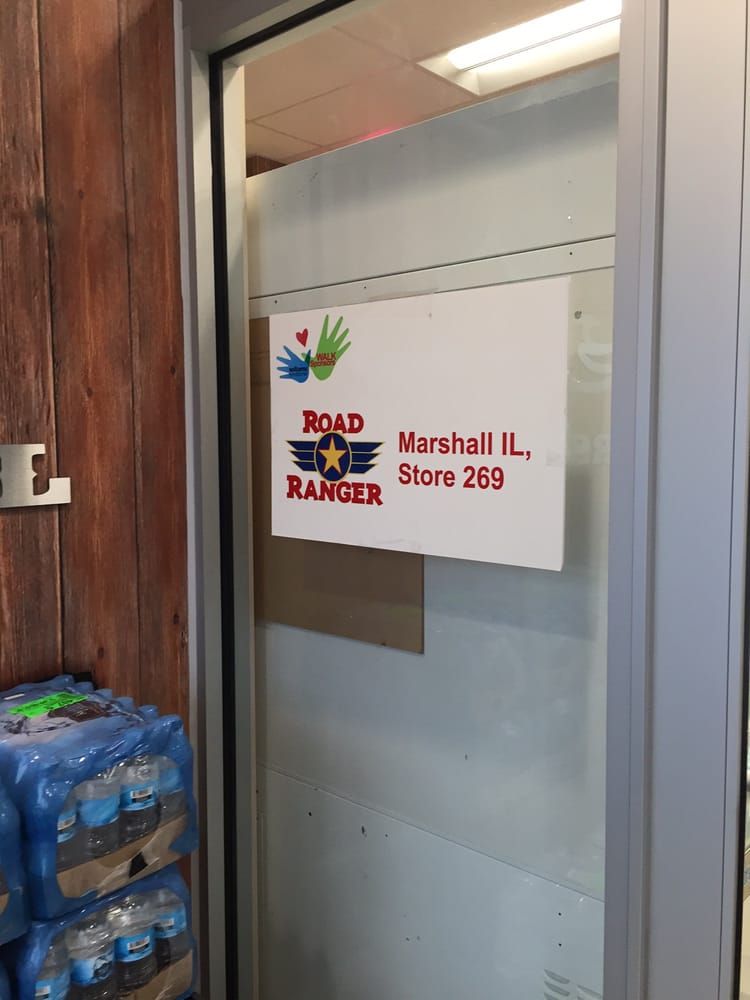 WALK
Sponsors
ROAD
RANGER
Marshall IL,
Store 269